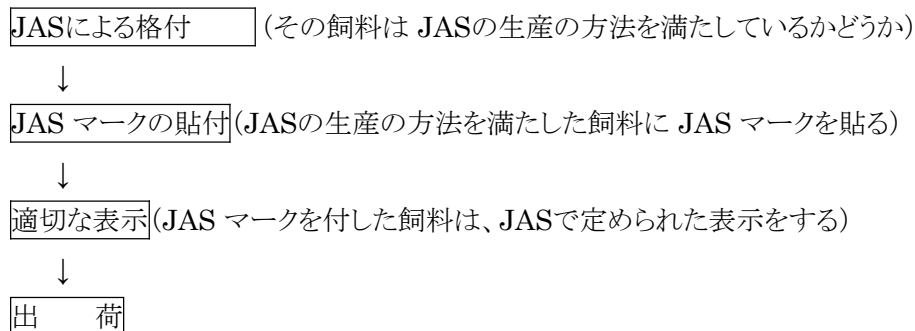 JASによる格付　　　(その飼料は JASの生産の方法を満たしているかどうか)
↓
JAS マークの貼付(JASの生産の方法を満たした飼料に JAS マークを貼る)
↓
適切な表示(JAS マークを付した飼料は、JASで定められた表示をする)
↓
出　　荷